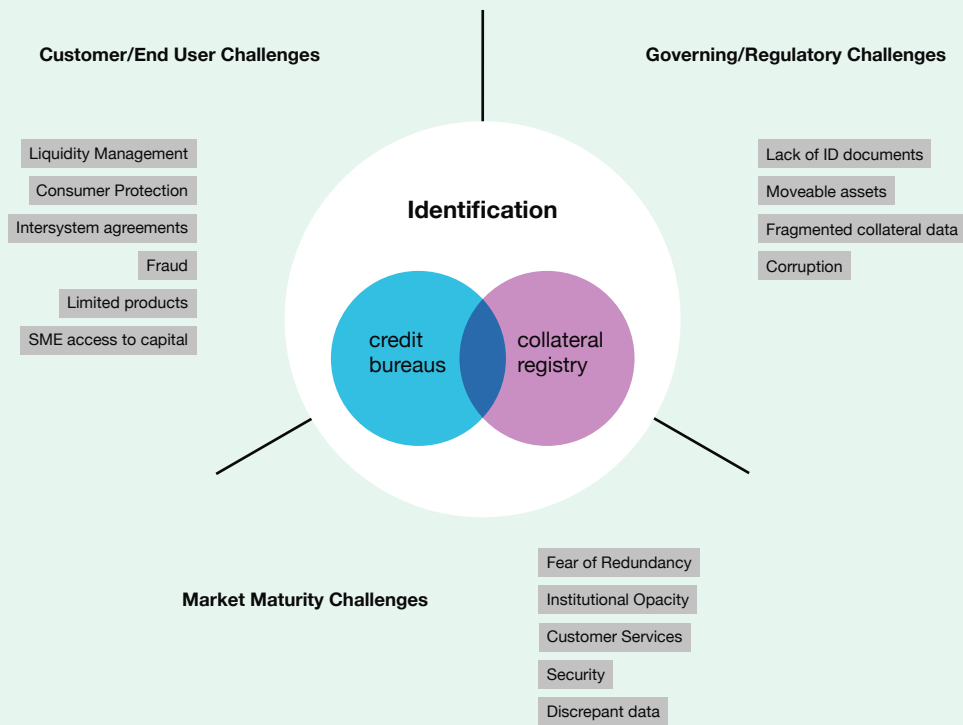 Customer/End User Challenges
Liquidity Management
Consumer Protection
Intersystem agreements
Fraud
Limited products
SME access to capital
Governing/Regulatory Challenges
Lack of ID documents
Moveable assets
Fragmented collateral data
Corruption
Identification
credit
bureaus
collateral
registry
Market Maturity Challenges
Fear of Redundancy
Institutional Opacity
Customer Services
Security
Discrepant data